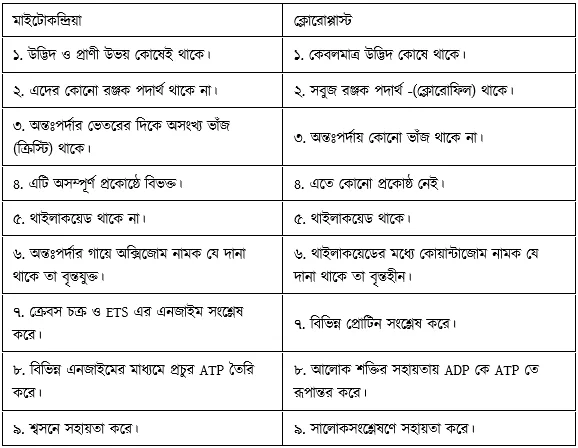 মাইটোকন্ড্রিয়া
ক্লোরোপ্লাস্ট
১. উদ্ভিদ ও প্রাণী উভয় কোষেই থাকে।
১. কেবলমাত্র উদ্ভিদ কোষে থাকে।
২. এদের কোনো রঞ্জক পদার্থ থাকে না।
২. সবুজ রঞ্জক পদার্থ -(ক্লোরোফিল) থাকে।
৩. অন্তঃপর্দার ভেতরের দিকে অসংখ্য ভাঁজ
(ক্রিস্টি) থাকে।
৩. অন্তঃপর্দায় কোনো ভাঁজ থাকে না।
৪. এটি অসম্পূর্ণ প্রকোষ্ঠে বিভক্ত।
৪. এতে কোনো প্রকোষ্ঠ নেই।
৫. থাইলাকয়েড থাকে না।
৫. থাইলাকয়েড থাকে।
৬. অন্তঃপর্দার গায়ে অক্সিজোম নামক যে দানা
থাকে তা বৃন্তযুক্ত।
৬. থাইলাকয়েডের মধ্যে কোয়ান্টাজোম নামক যে
দানা থাকে তা বৃন্তহীন।
৭. ক্রেবস চক্র ও ETS এর এনজাইম সংশ্লেষ
করে।
৭. বিভিন্ন প্রোটিন সংশ্লেষ করে।
৮. বিভিন্ন এনজাইমের মাধ্যমে প্রচুর ATP তৈরি
করে।
৮. আলোক শক্তির সহায়তায় ADP কে ATP তে
রূপান্তর করে।
৯. শ্বসনে সহায়তা করে।
৯. সালোকসংশ্লেষণে সহায়তা করে।